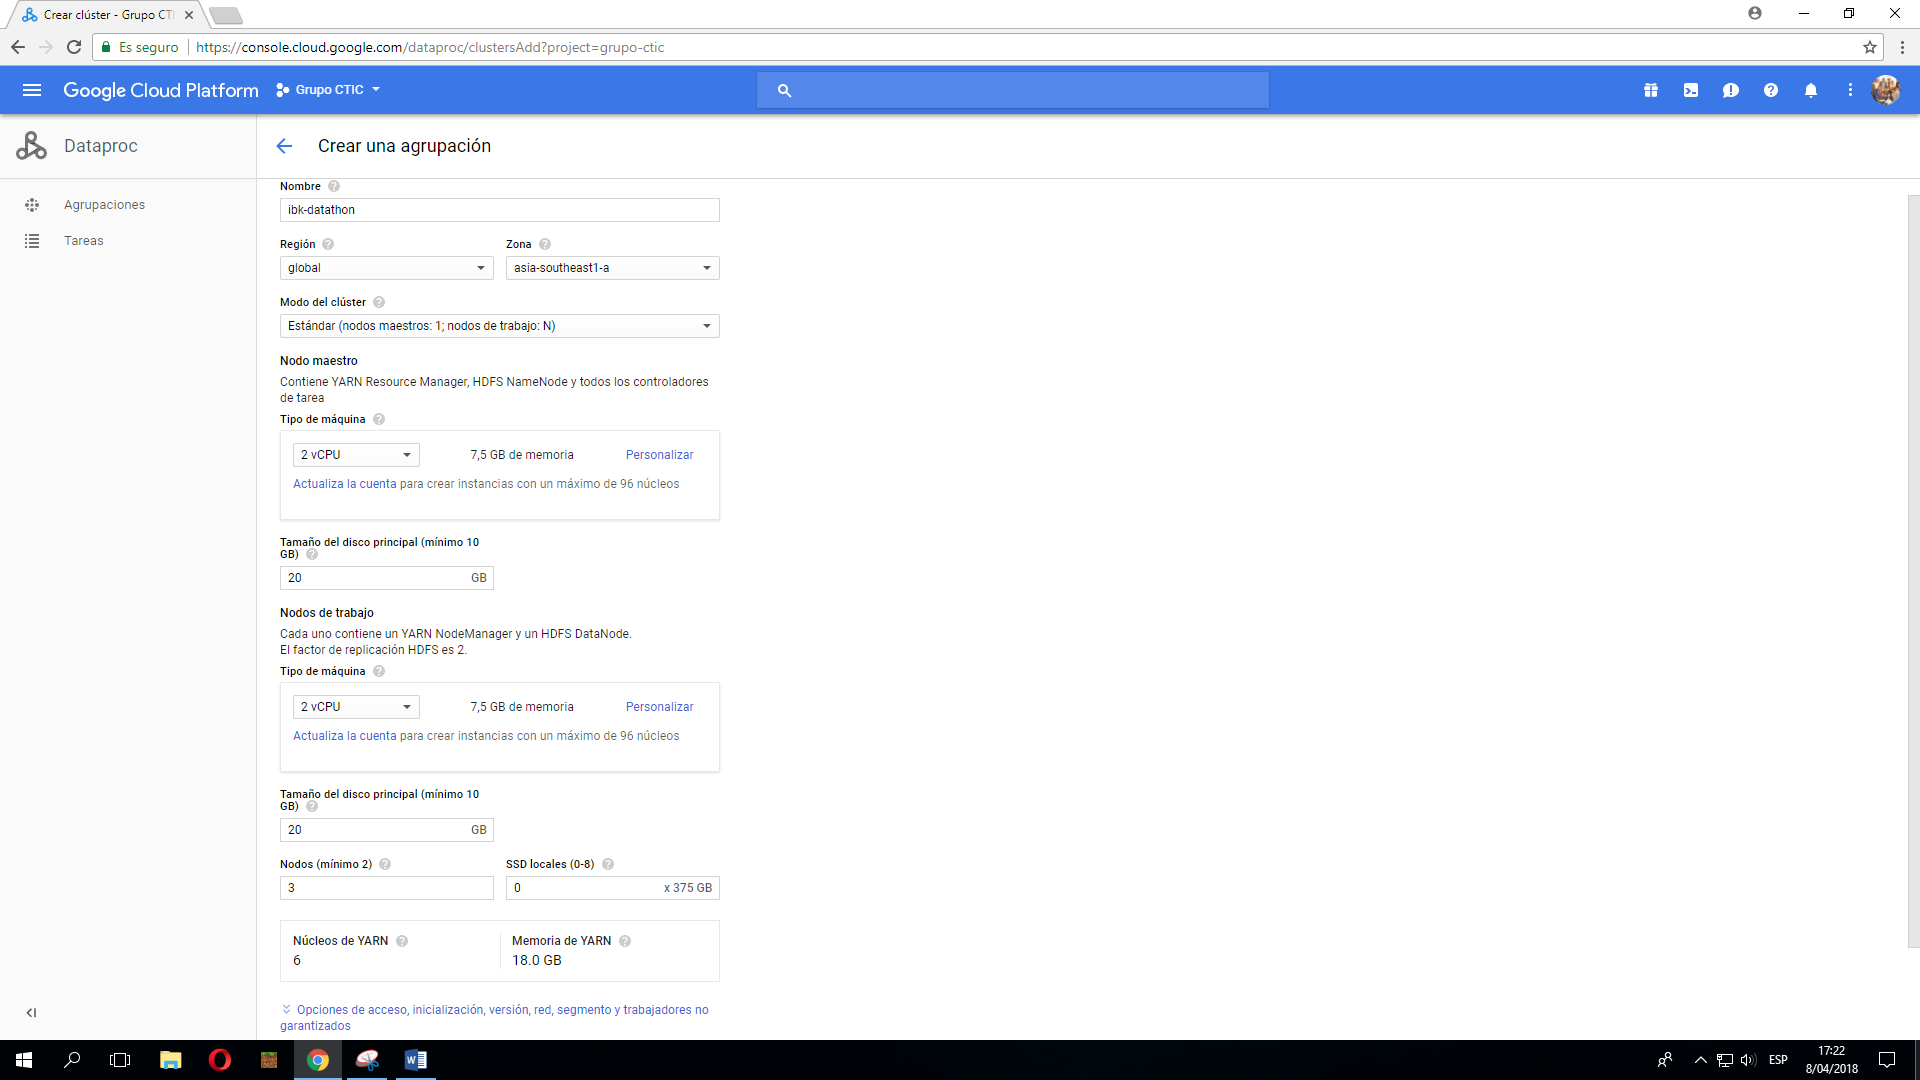 Crear clúster - Grupo CTI
Es seguro
https://console.cloud.google.com/dataproc/clustersAdd?project=grupo-ctic
Google Cloud Platform
Grupo CTIC
Dataproc
Crear una agrupación
Agrupaciones
Tareas
Nombre
ibk-datathon
Región
Zona
global
asia-southeast1-a
Modo del clúster
Estándar (nodos maestros: 1; nodos de trabajo: N)
Nodo maestro
Contiene YARN Resource Manager, HDFS NameNode y todos los controladores
de tarea
Tipo de máquina
2 vCPU
7,5 GB de memoria
Personalizar
Actualiza la cuenta para crear instancias con un máximo de 96 núcleos
Tamaño del disco principal (mínimo 10
GB)
20 GB
Nodos de trabajo
Cada uno contiene un YARN NodeManager y un HDFS DataNode.
El factor de replicación HDFS es 2.
Tipo de máquina
2 vCPU
7,5 GB de memoria
Personalizar
Actualiza la cuenta para crear instancias con un máximo de 96 núcleos
Tamaño del disco principal (mínimo 10
GB)
20 GB
Nodos (mínimo 2)
SSD locales (0-8)
3
0 x 375 GB
Núcleos de YARN
Memoria de YARN
6
18.0 GB
Opciones de acceso, inicialización, versión, red, segmento y trabajadores no
garantizados
ESP
17:22
8/04/2018